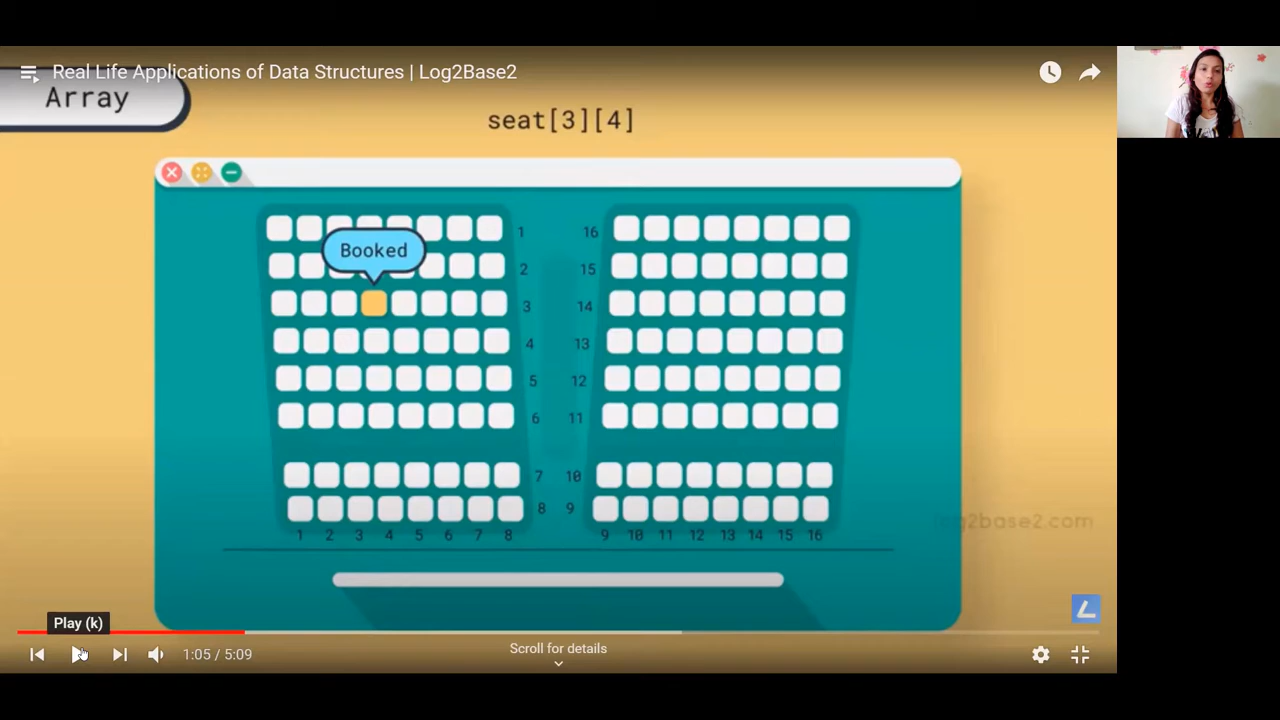 Real Life Applications of Data Structures | Log2Base2
Array
seat[3][4]
Booked
1 16
2 15
3 14
4 13
5 12
6 11
7 10
8 9
1 2 3 4 5 6 7 8 9 10 11 12 13 14 15 16
log2base2.com
Play (k)
1:05 / 5:09
Scroll for details